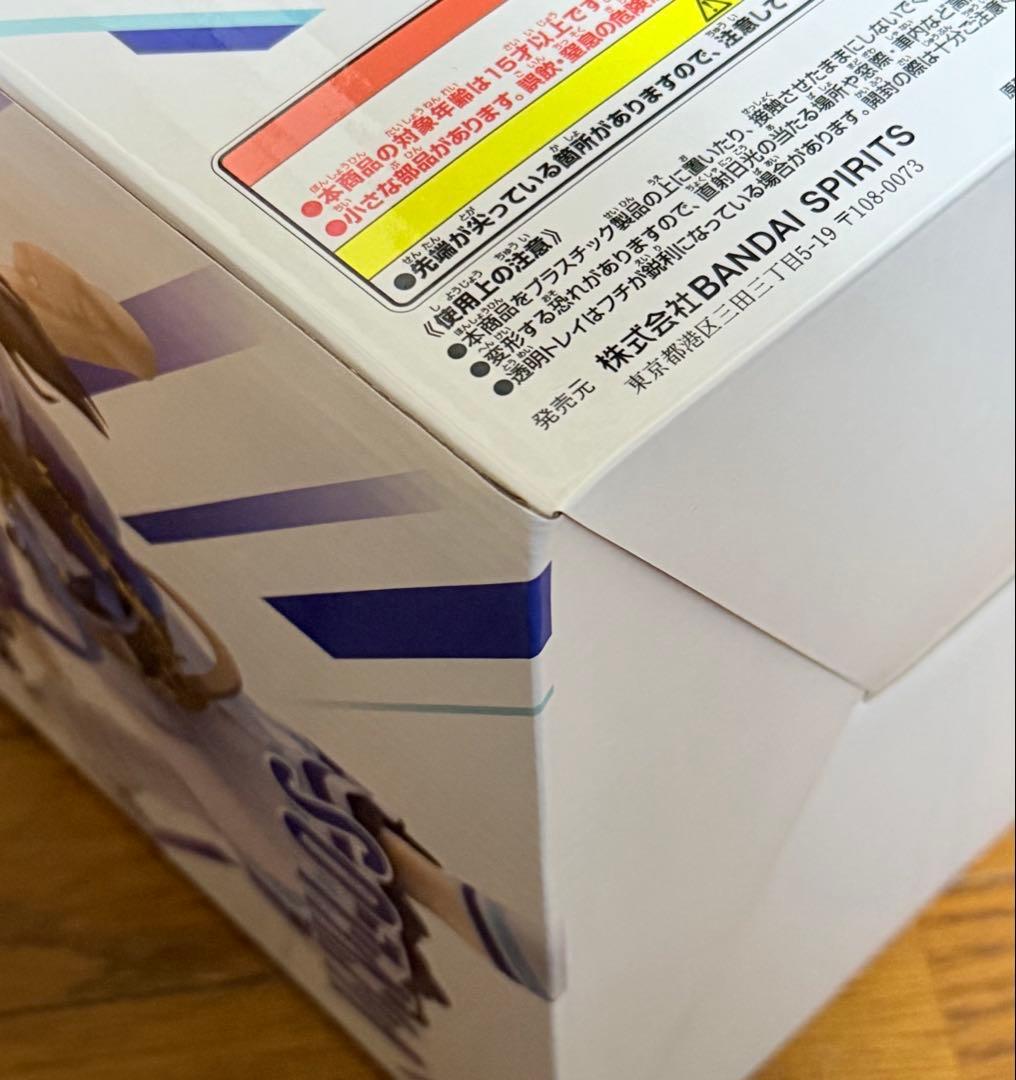 ●本商品の対象年齢は15才以上です
●小さな部品があります。誤飲・窒息の危険
●先端が尖っている箇所がありますので、注意して
《使用上の注意》
●本商品をプラスチック製品の上に置いたり、接触させたままにしないでく
●変形する恐れがありますので、直射日光の当たる場所や
●透明トレイはフチが鋭利になっている場合があります。開封の際は十分ご注意
発売元 株式会社BANDAI SPIRITS
東京都港区三田三丁目5-19 〒108-0073